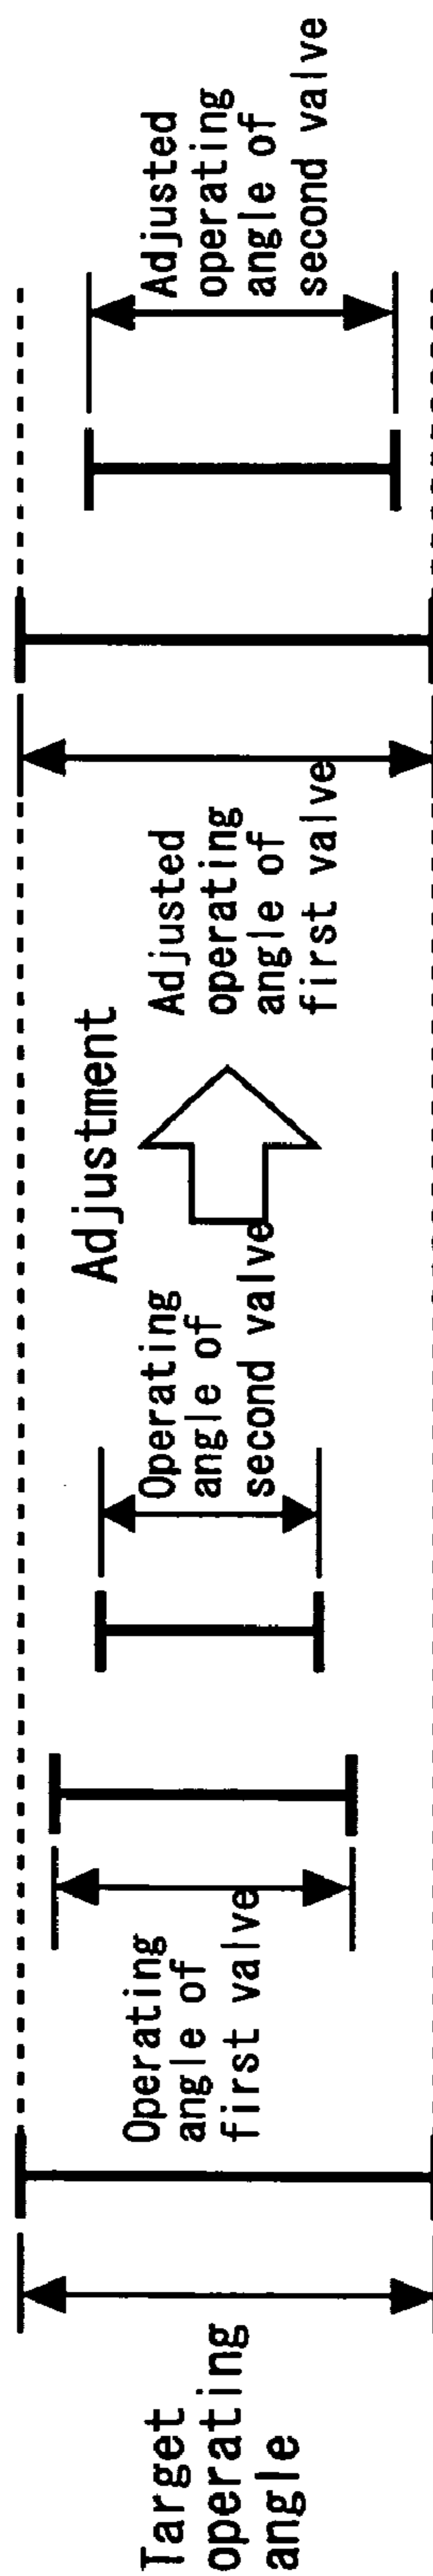 Target
operating
angle
Operating
angle of
first valve
Operating
angle of
second valve
Adjustment
Adjusted
operating
angle of
first valve
Adjusted
operating
angle of
second valve